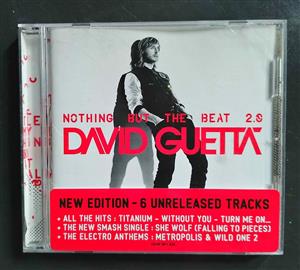 NOTHING BUT THE BEAT 2.0
DAVID GUETTA
NEW EDITION - 6 UNRELEASED TRACKS
+ ALL THE HITS : TITANIUM - WITHOUT YOU - TURN ME ON...
+ THE NEW SMASH SINGLE : SHE WOLF (FALLING TO PIECES)
+ THE ELECTRO ANTHEMS : METROPOLIS & WILD ONE 2